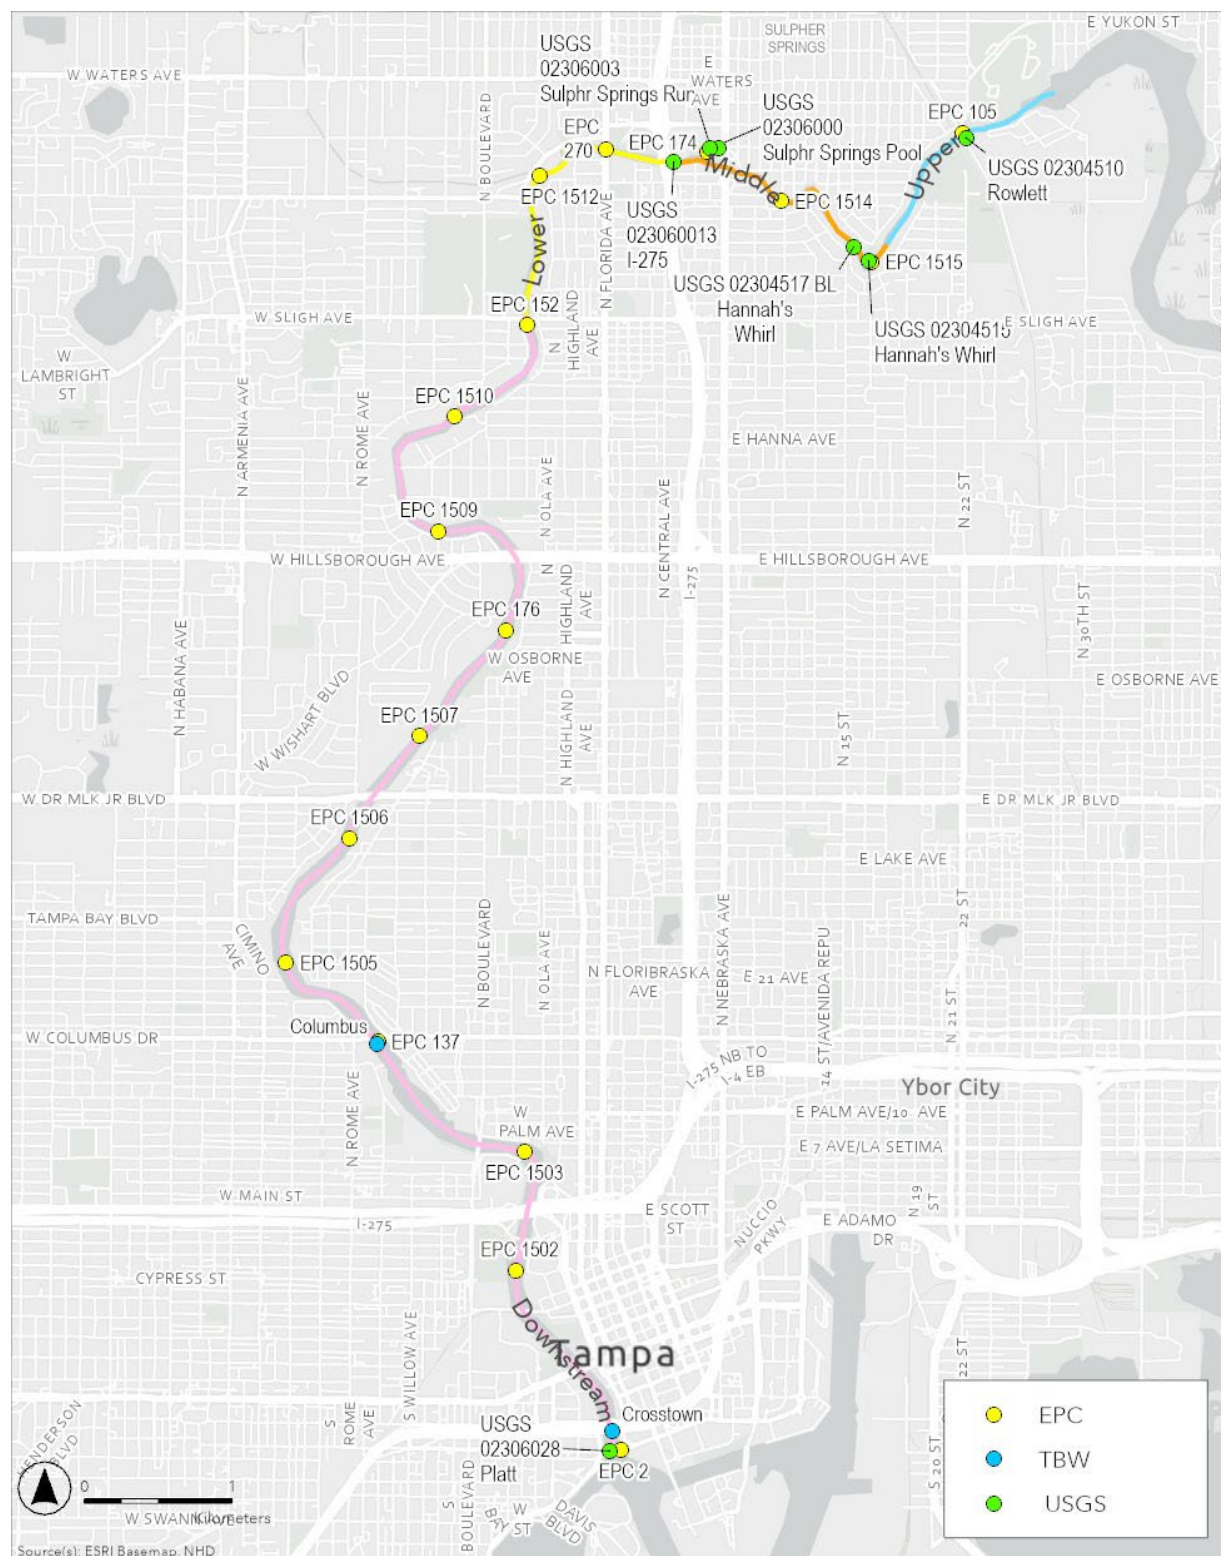 E YUKON ST
SULPHER
SPRINGS
USGS
02306003
Sulphr Springs Run
E
WATERS
AVE
W WATERS AVE
USGS
02306000
Sulphr Springs Pool
EPC 105
N BOULEVARD
EPC
270
EPC 174
Middle
Upper
USGS 02304510
Rowlett
EPC 1512
EPC 1514
USGS
023060013
I-275
N FLORIDA AVE
Lower
EPC 1515
USGS 02304517 BL
Hannah's
Whirl
EPC 152
W SLIGH AVE
E SLIGH AVE
USGS 02304515
Hannah's Whirl
N
HIGHLAND
AVE
W
LAMBRIGHT
ST
EPC 1510
N ARMENIA AVE
N ROME AVE
E HANNA AVE
N OLA AVE
N CENTRAL AVE
N 22 ST
EPC 1509
W HILLSBOROUGH AVE
E HILLSBOROUGH AVE
I-275
N
HIGHLAND
AVE
EPC 176
N 30TH ST
N HABANA AVE
W OSBORNE
AVE
E OSBORNE AVE
W WISHART BLVD
EPC 1507
N HIGHLAND
AVE
N 15 ST
W DR MLK JR BLVD
E DR MLK JR BLVD
EPC 1506
E LAKE AVE
TAMPA BAY BLVD
CIMINO
AVE
N BOULEVARD
N OLA AVE
N NEBRASKA AVE
14 ST/AVENIDA REPU
22 ST
EPC 1505
N FLORIBRASKA
AVE
E 21 AVE
N 21 ST
W COLUMBUS DR
Columbus
EPC 137
I-275 NB TO
I-4 EB
Ybor City
N ROME AVE
W
PALM AVE
E PALM AVE/10 AVE
E 7 AVE/LA SETIMA
EPC 1503
W MAIN ST
I-275
E SCOTT
ST
NUCCIO
PKWY
E ADAMO
DR
N 19
ST
EPC 1502
CYPRESS ST
Downstream
Tampa
S WILLOW AVE
22 ST
S
ROME
AVE
Crosstown
USGS
02306028
Platt
EPC 2
HENDERSON
BLVD
S
BOULEVARD
W
BAY
ST
DAVIS
BLVD
S 20 ST
EPC
TBW
USGS
0
1
Kilometers
W SWANN AVE
Source(s): ESRI Basemap, NHD